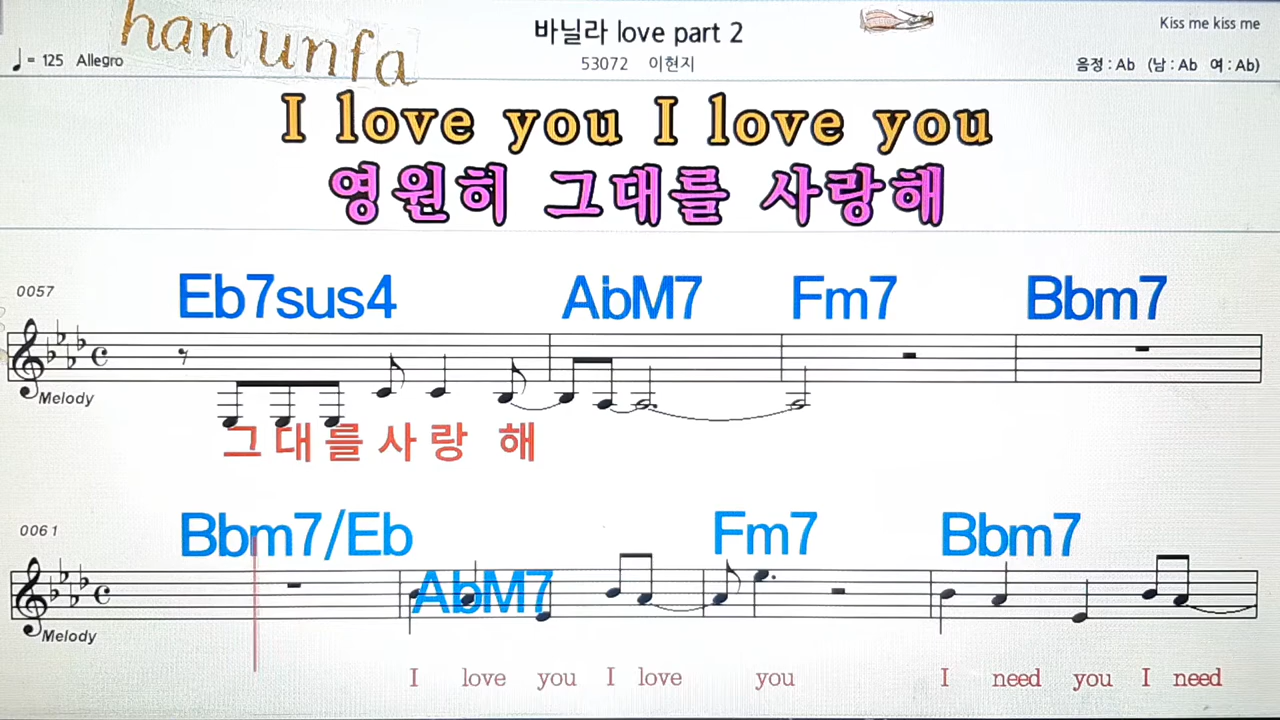 han unfa
바닐라 love part 2
Kiss me kiss me
♩= 125 Allegro
53072 이현지
음정 : Ab (남 : Ab 여 : Ab)
I love you I love you
영원히 그대를 사랑해
0057
Eb7sus4 AbM7 Fm7 Bbm7
Melody
그 대 를 사 랑 해
0061
Bbm7/Eb AbM7 Fm7 Bbm7
Melody
I love you I love you I need you I need